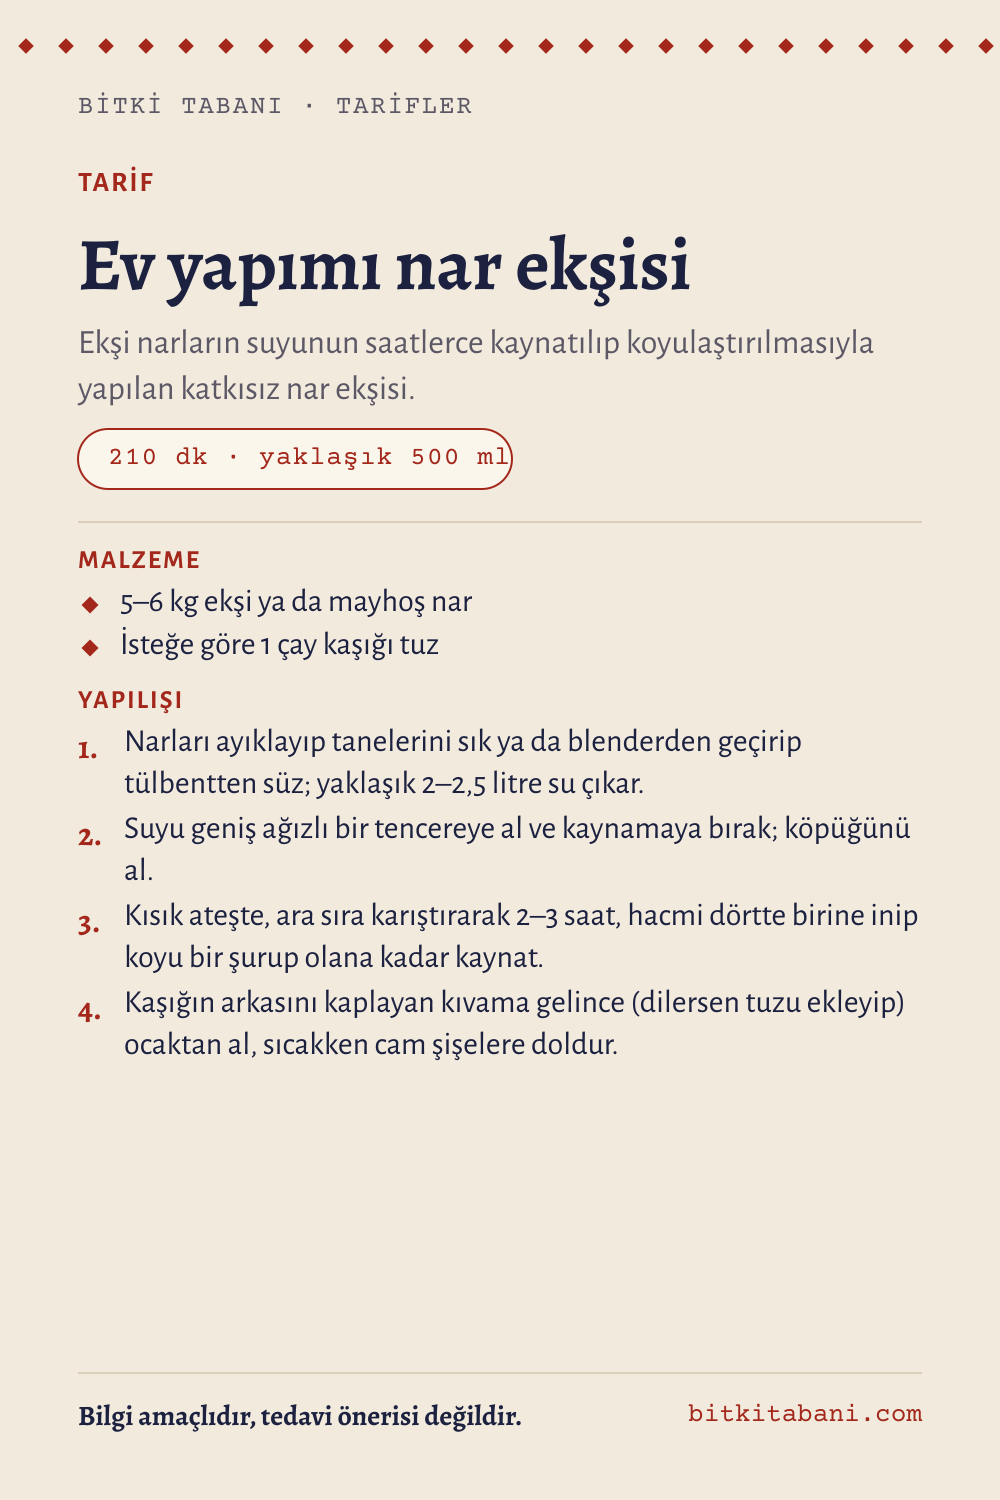 BİTKİ TABANI · TARİFLER
TARİF
Ev yapımı nar ekşisi
Ekşi narların suyunun saatlerce kaynatılıp koyulaştırılmasıyla
yapılan katkısız nar ekşisi.
210 dk · yaklaşık 500 ml
MALZEME
◆ 5–6 kg ekşi ya da mayhoş nar
◆ İsteğe göre 1 çay kaşığı tuz
YAPILIŞI
1. Narları ayıklayıp tanelerini sık ya da blenderden geçirip
tülbentten süz; yaklaşık 2–2,5 litre su çıkar.
2. Suyu geniş ağızlı bir tencereye al ve kaynamaya bırak; köpüğünü
al.
3. Kısık ateşte, ara sıra karıştırarak 2–3 saat, hacmi dörtte birine inip
koyu bir şurup olana kadar kaynat.
4. Kaşığın arkasını kaplayan kıvama gelince (dilersen tuzu ekleyip)
ocaktan al, sıcakken cam şişelere doldur.
Bilgi amaçlıdır, tedavi önerisi değildir.
bitkitabani.com